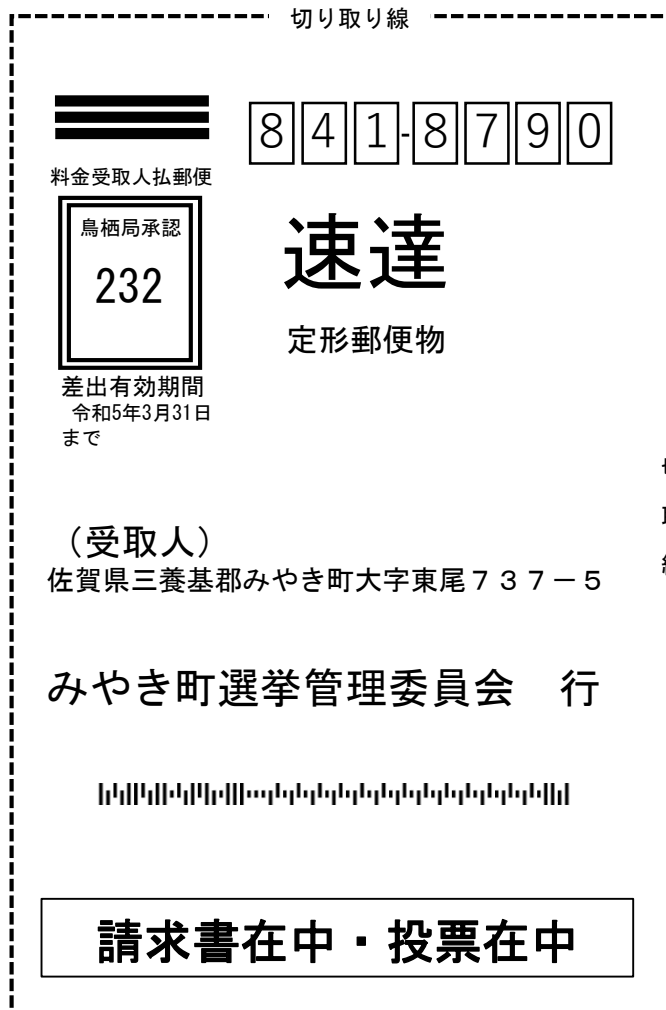 切り取り線
841-8790
料金受取人払郵便
鳥栖局承認
232
速達
定形郵便物
差出有効期間
令和5年3月31日
まで
（受取人）
佐賀県三養基郡みやき町大字東尾７３７－５
みやき町選挙管理委員会　行
請求書在中・投票在中